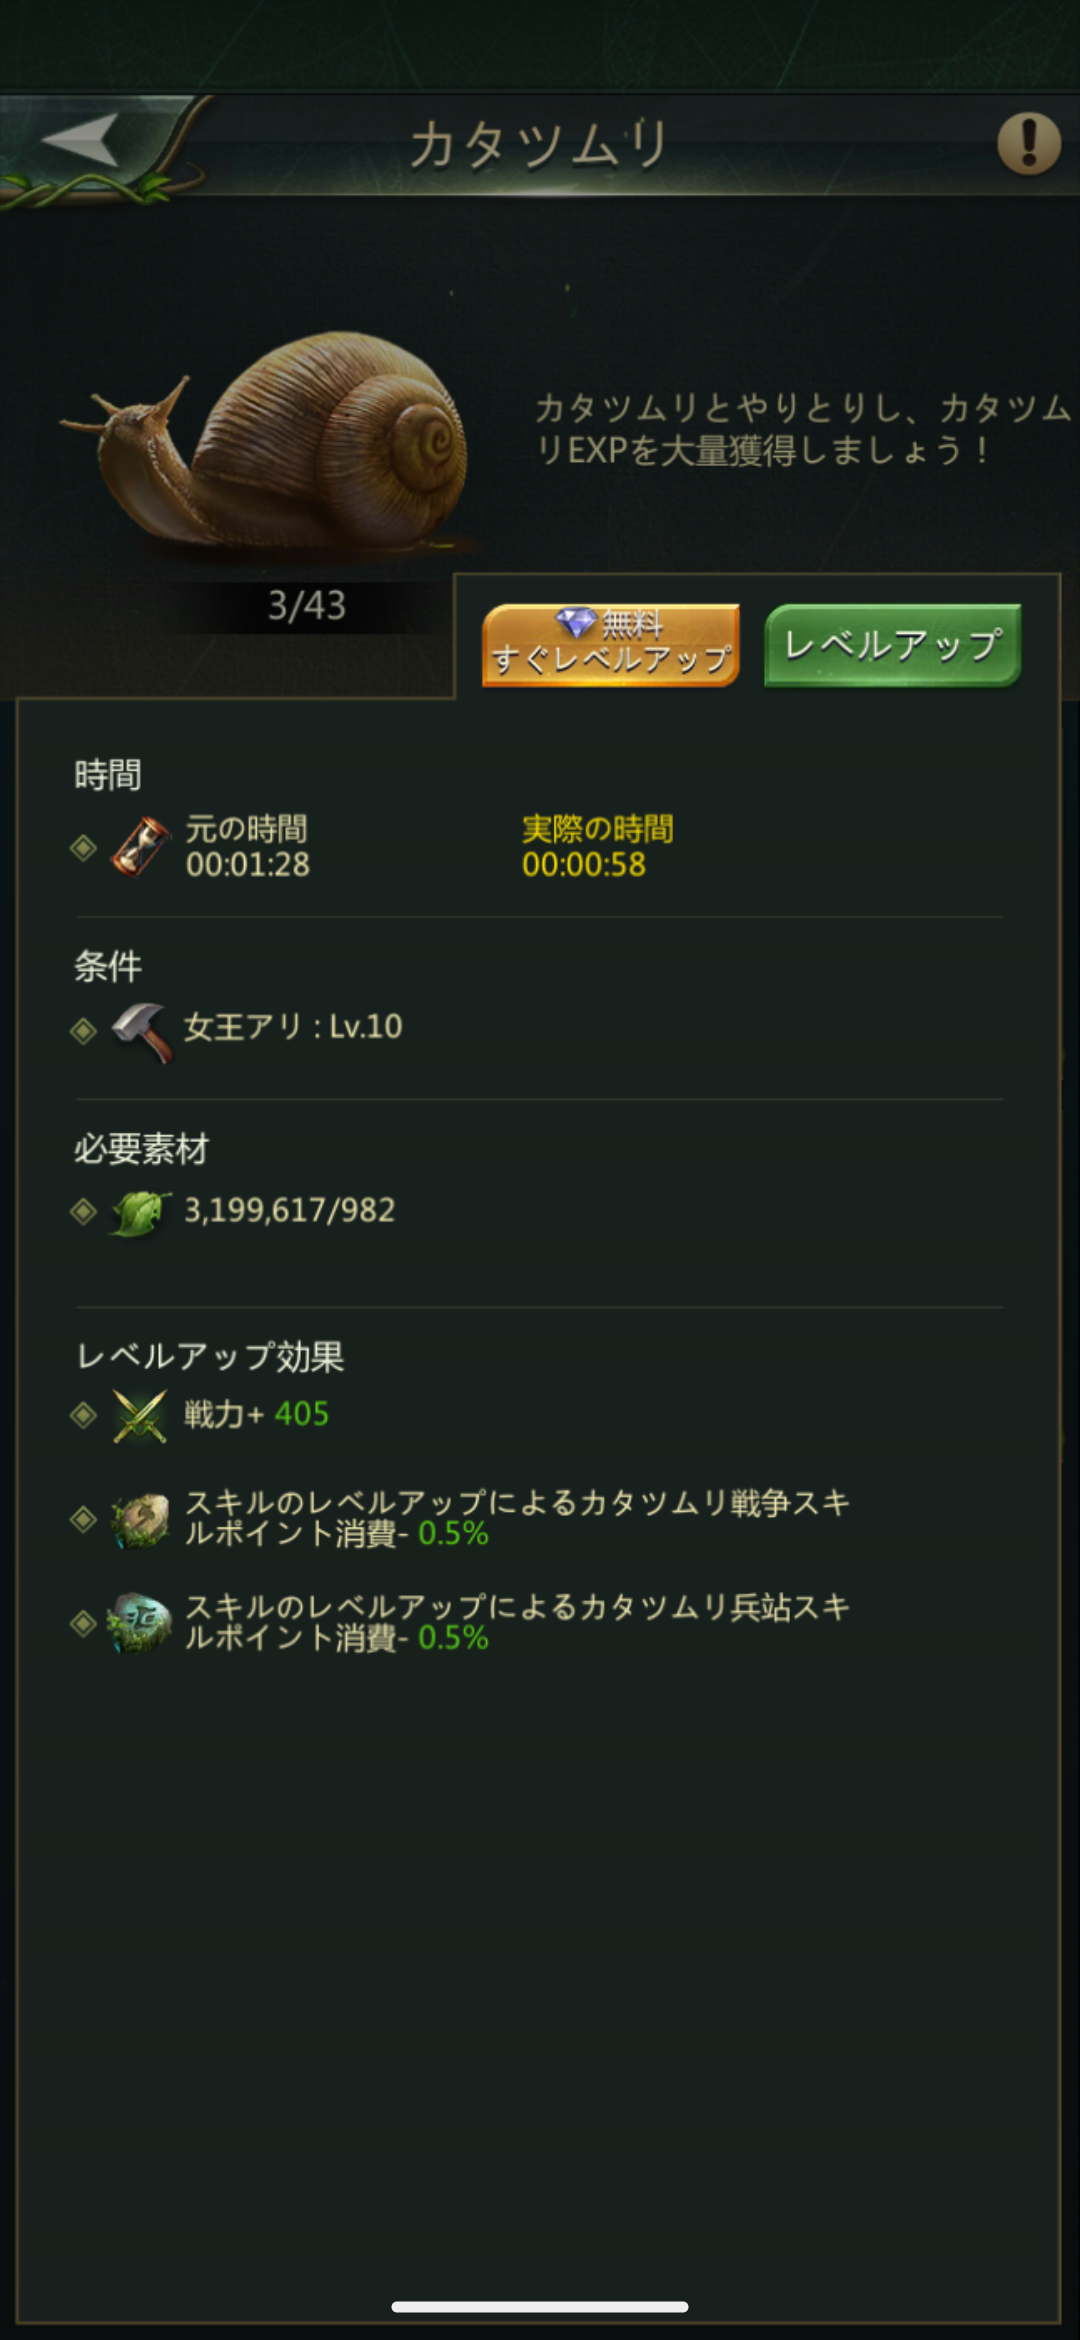 カタツムリ
カタツムリとやりとりし、カタツム
リEXPを大量獲得しましょう！
3/43
無料
すぐレベルアップ
レベルアップ
時間
元の時間
実際の時間
00:01:28
00:00:58
条件
女王アリ : Lv.10
必要素材
3,199,617/982
レベルアップ効果
戦力+ 405
スキルのレベルアップによるカタツムリ戦争スキ
ルポイント消費- 0.5%
スキルのレベルアップによるカタツムリ兵站スキ
ルポイント消費- 0.5%